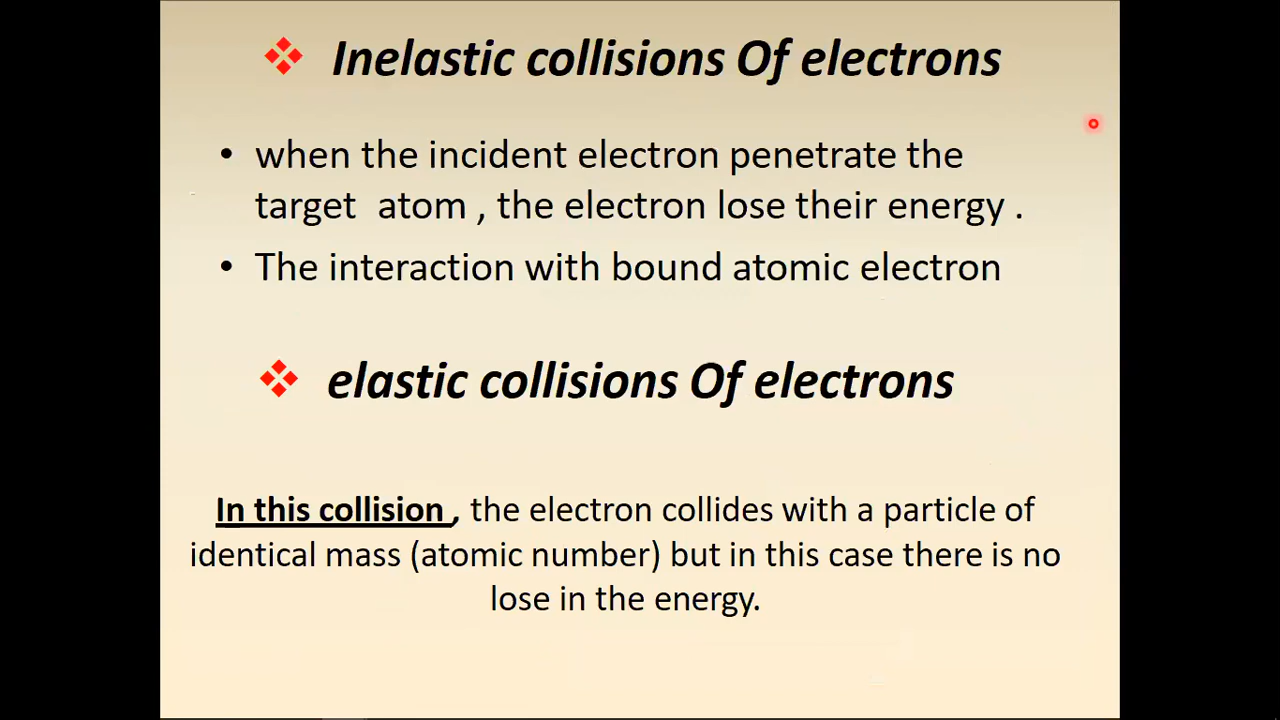 Inelastic collisions Of electrons
• when the incident electron penetrate the
target atom , the electron lose their energy .
• The interaction with bound atomic electron
elastic collisions Of electrons
In this collision , the electron collides with a particle of
identical mass (atomic number) but in this case there is no
lose in the energy.